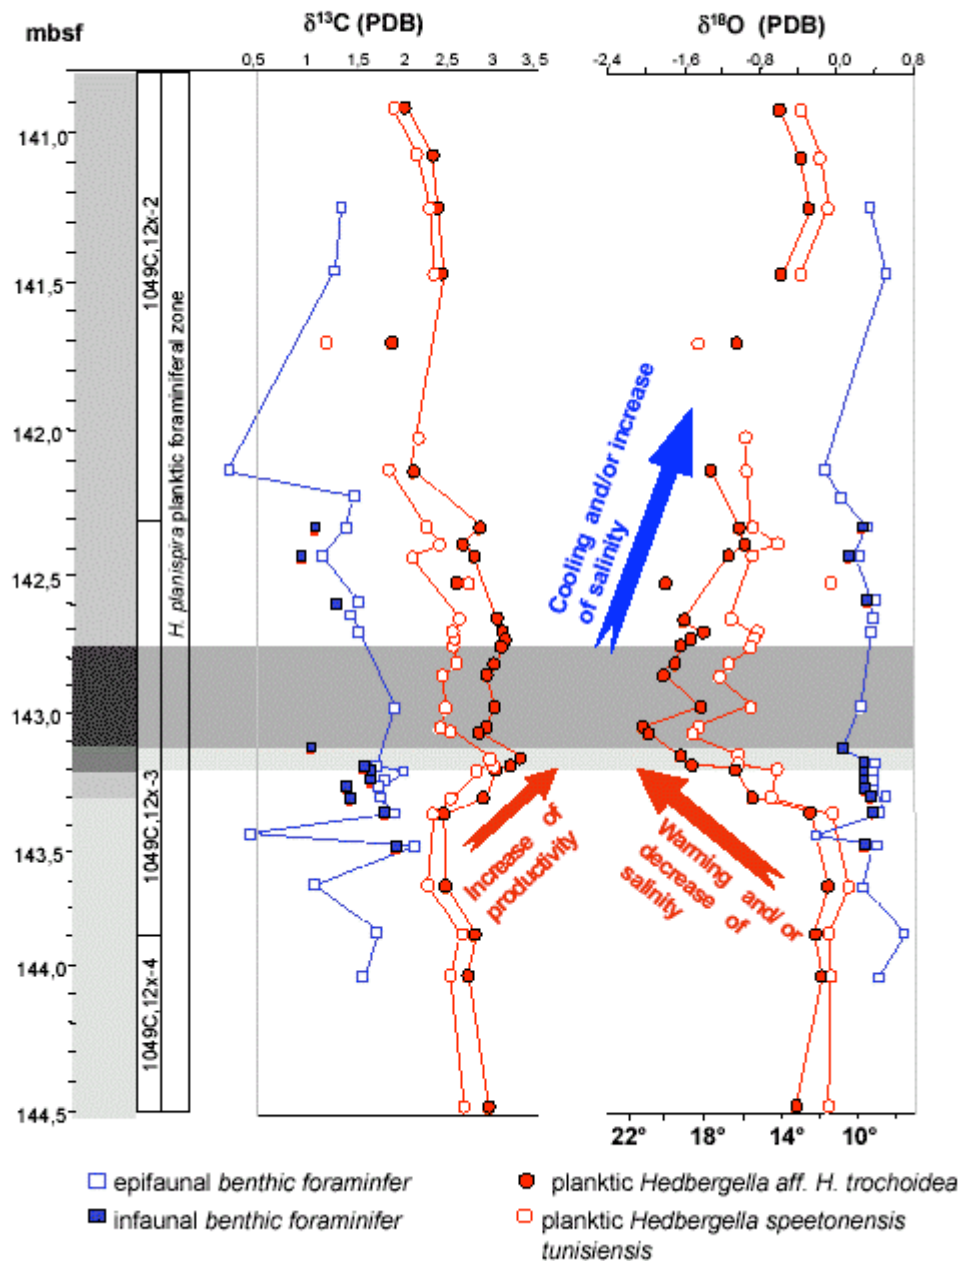 mbsf
δ¹³C (PDB)
δ¹⁸O (PDB)
0,5 1 1,5 2 2,5 3 3,5
-2,4 -1,6 -0,8 0,0 0,8
141,0
141,5
142,0
142,5
143,0
143,5
144,0
144,5
1049C,12x-2
1049C,12x-3
1049C,12x-4
H. planispira planktic foraminiferal zone
Cooling and/or increase
of salinity
Increase of
productivity
Warming and/or
decrease of
salinity
22° 18° 14° 10°
epifaunal benthic foraminfer
infaunal benthic foraminifer
planktic Hedbergella aff. H. trochoidea
planktic Hedbergella speetonensis
tunisiensis